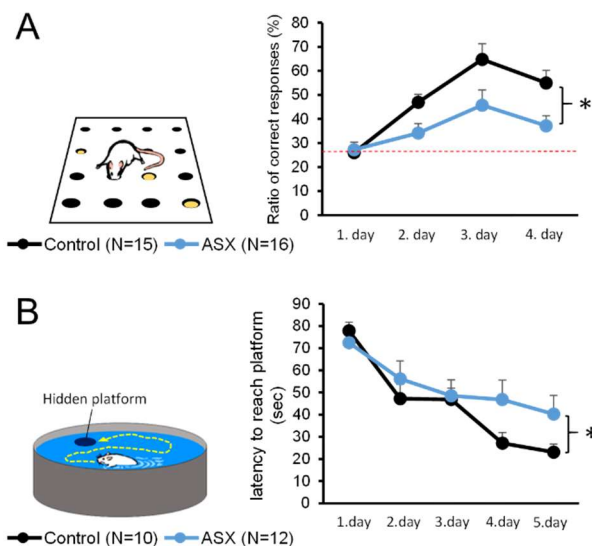 A
Ratio of correct responses (%)
80
70
60
50
40
30
20
10
0
*
1. day 2. day 3. day 4. day
Control (N=15) ASX (N=16)
B
Hidden platform
latency to reach platform
(sec)
90
80
70
60
50
40
30
20
10
0
*
1.day 2.day 3.day 4.day 5.day
Control (N=10) ASX (N=12)